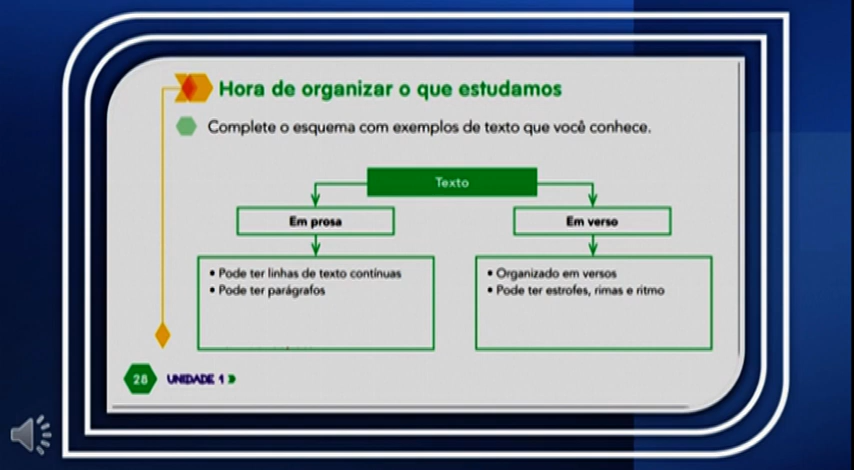 Hora de organizar o que estudamos
Complete o esquema com exemplos de texto que você conhece.
Texto
Em prosa
Em verso
• Pode ter linhas de texto contínuas
• Pode ter parágrafos
• Organizado em versos
• Pode ter estrofes, rimas e ritmo
28 UNIDADE 1